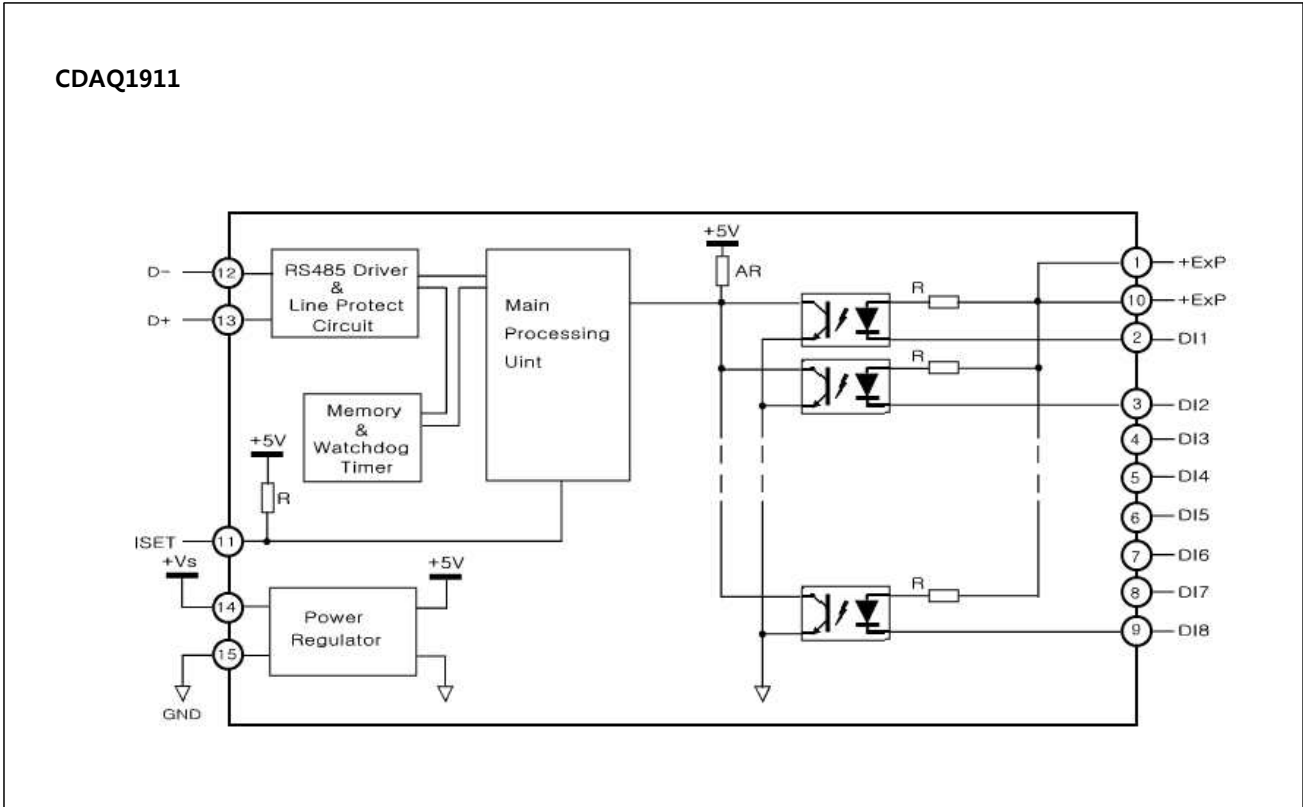 CDAQ1911
D-
12
RS485 Driver
&
Line Protect
Circuit
D+
13
Main
Processing
Uint
Memory
&
Watchdog
Timer
+5V
R
ISET
11
+Vs
14
15
GND
Power
Regulator
+5V
+5V
AR
R
R
R
1
+ExP
10
+ExP
2
DI1
3
DI2
4
DI3
5
DI4
6
DI5
7
DI6
8
DI7
9
DI8